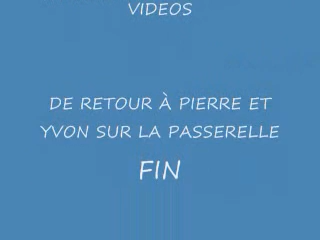 VIDEOS
DE RETOUR À PIERRE ET
YVON SUR LA PASSERELLE
FIN